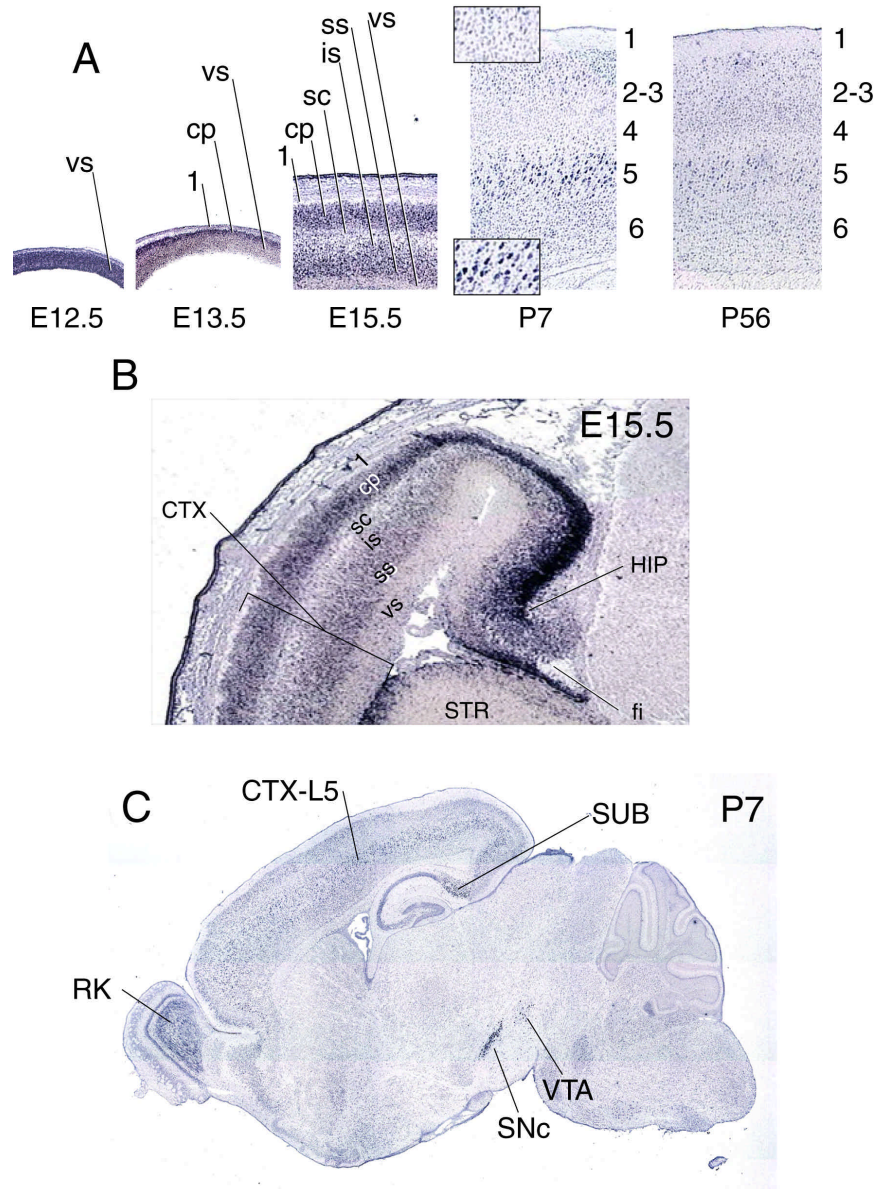 A
vs
1
cp
vs
1
cp
sc
is
ss
vs
1
2-3
4
5
6
1
2-3
4
5
6
E12.5
E13.5
E15.5
P7
P56
B
E15.5
CTX
1
cp
sc
is
ss
vs
HIP
STR
fi
C
P7
CTX-L5
SUB
RK
VTA
SNc